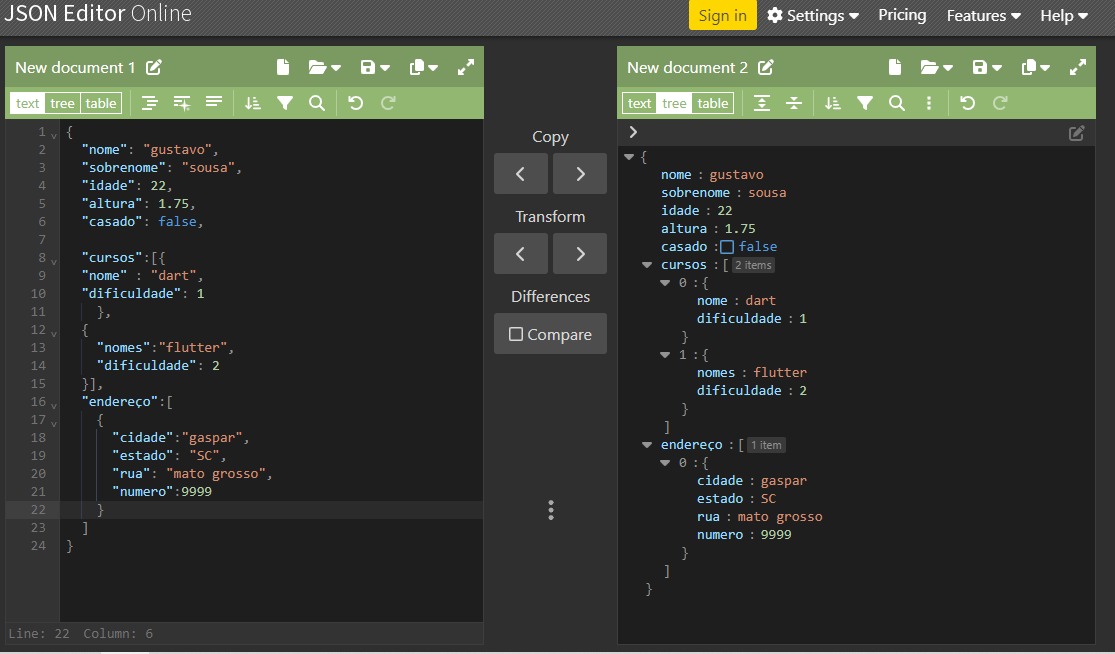 JSON Editor Online
Sign in Settings Pricing Features Help
New document 1
text tree table
1 {
2 "nome": "gustavo",
3 "sobrenome": "sousa",
4 "idade": 22,
5 "altura": 1.75,
6 "casado": false,
7
8 "cursos":[{
9 "nome" : "dart",
10 "dificuldade": 1
11 },
12 {
13 "nomes":"flutter",
14 "dificuldade": 2
15 }],
16 "endereço":[
17 {
18 "cidade":"gaspar",
19 "estado": "SC",
20 "rua": "mato grosso",
21 "numero":9999
22 }
23 ]
24 }
Line: 22 Column: 6
Copy
Transform
Differences
Compare
New document 2
text tree table
{
nome : gustavo
sobrenome : sousa
idade : 22
altura : 1.75
casado : false
cursos : [ 2 items
0 : {
nome : dart
dificuldade : 1
}
1 : {
nomes : flutter
dificuldade : 2
}
]
endereço : [ 1 item
0 : {
cidade : gaspar
estado : SC
rua : mato grosso
numero : 9999
}
]
}